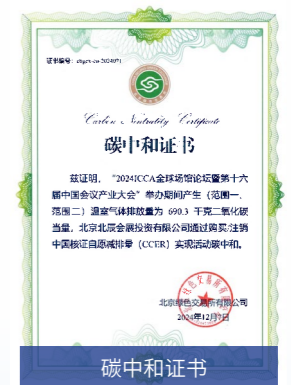 Carbon Neutrality Certificate
碳中和证书
兹证明，“2024JCCA全球场馆论坛暨第十六
届中国会议产业大会”举办期间产生（范围一、
范围二）温室气体排放量为 690.3 千克二氧化碳
当量，北京北辰会展投资有限公司通过购买/注销
中国核证自愿减排量（CCER）实现活动碳中和。
北京绿色交易所有限公司
2024年12月7日
碳中和证书